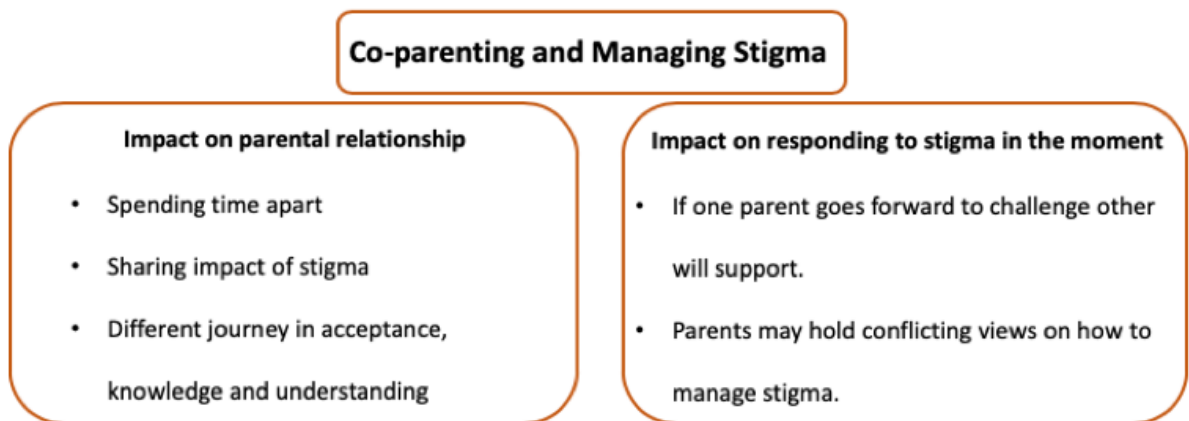 Co-parenting and Managing Stigma
Impact on parental relationship
• Spending time apart
• Sharing impact of stigma
• Different journey in acceptance,
knowledge and understanding
Impact on responding to stigma in the moment
• If one parent goes forward to challenge other
will support.
• Parents may hold conflicting views on how to
manage stigma.